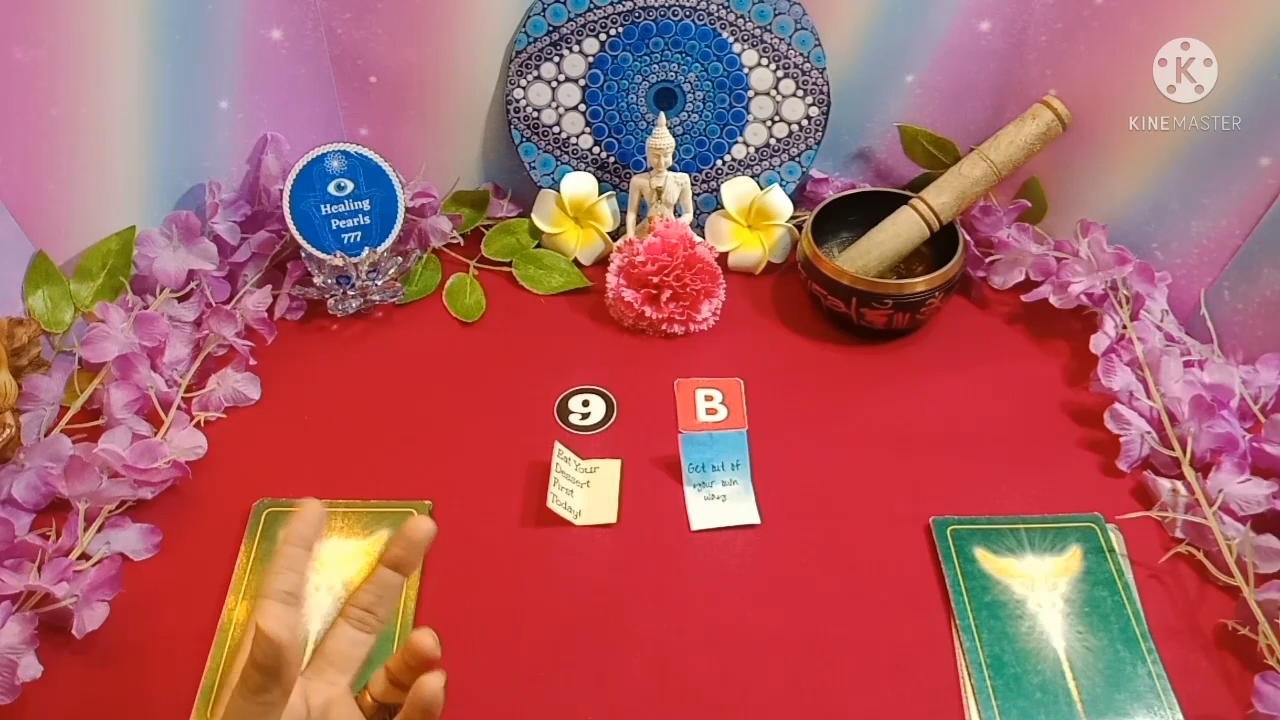 KINEMASTER
Healing
Pearls
777
9
B
Eat Your
Dessert
First
Today!
Get out of
your own
way